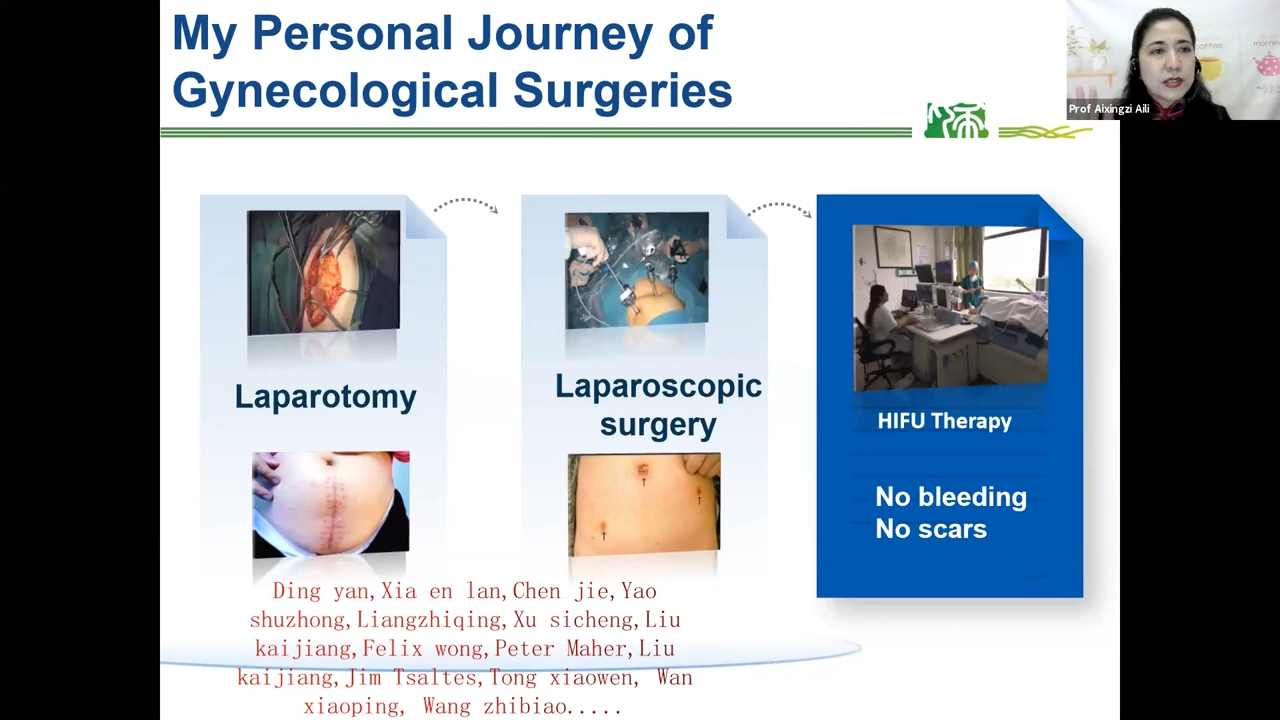 My Personal Journey of
Gynecological Surgeries
coffee
Prof Aixingzi Aili
Laparotomy
Laparoscopic
surgery
HIFU Therapy
No bleeding
No scars
Ding yan,Xia en lan,Chen jie,Yao
shuzhong,Liangzhiqing,Xu sicheng,Liu
kaijiang,Felix wong,Peter Maher,Liu
kaijiang,Jim Tsaltes,Tong xiaowen, Wan
xiaoping, Wang zhibiao.....